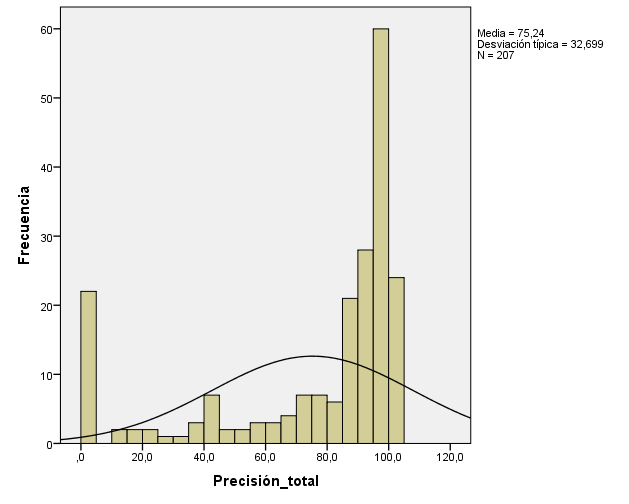 Media = 75,24
Desviación típica = 32,699
N = 207
60
50
40
30
20
10
0
Frecuencia
,0 20,0 40,0 60,0 80,0 100,0 120,0
Precisión_total